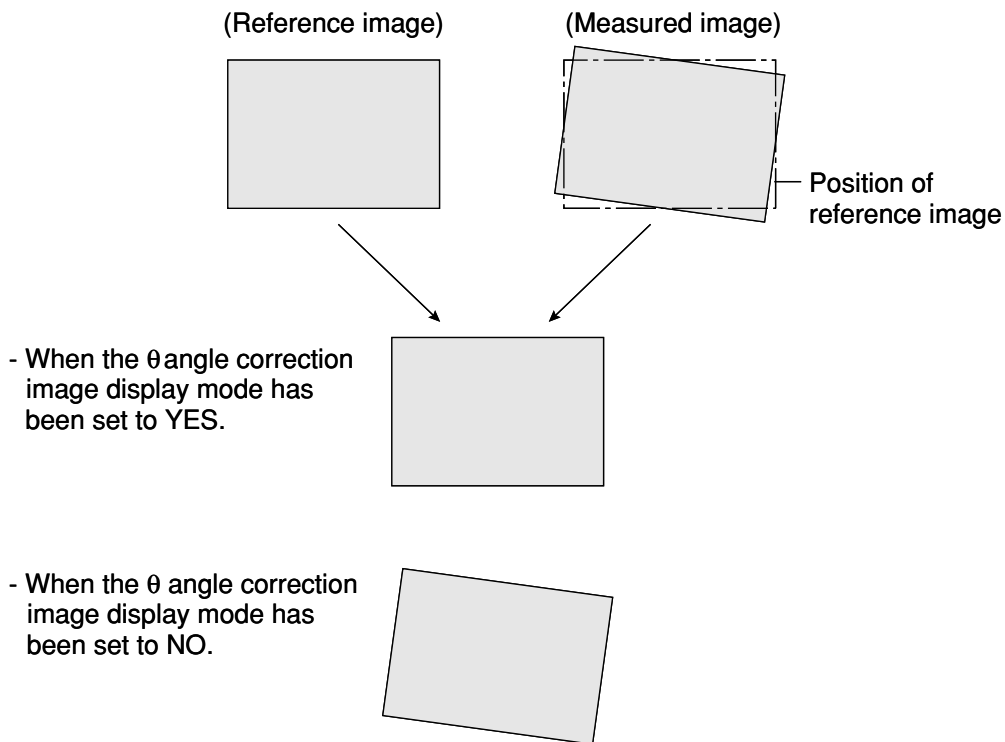 (Reference image)
(Measured image)
Position of
reference image
- When the θ angle correction
image display mode has
been set to YES.
- When the θ angle correction
image display mode has
been set to NO.